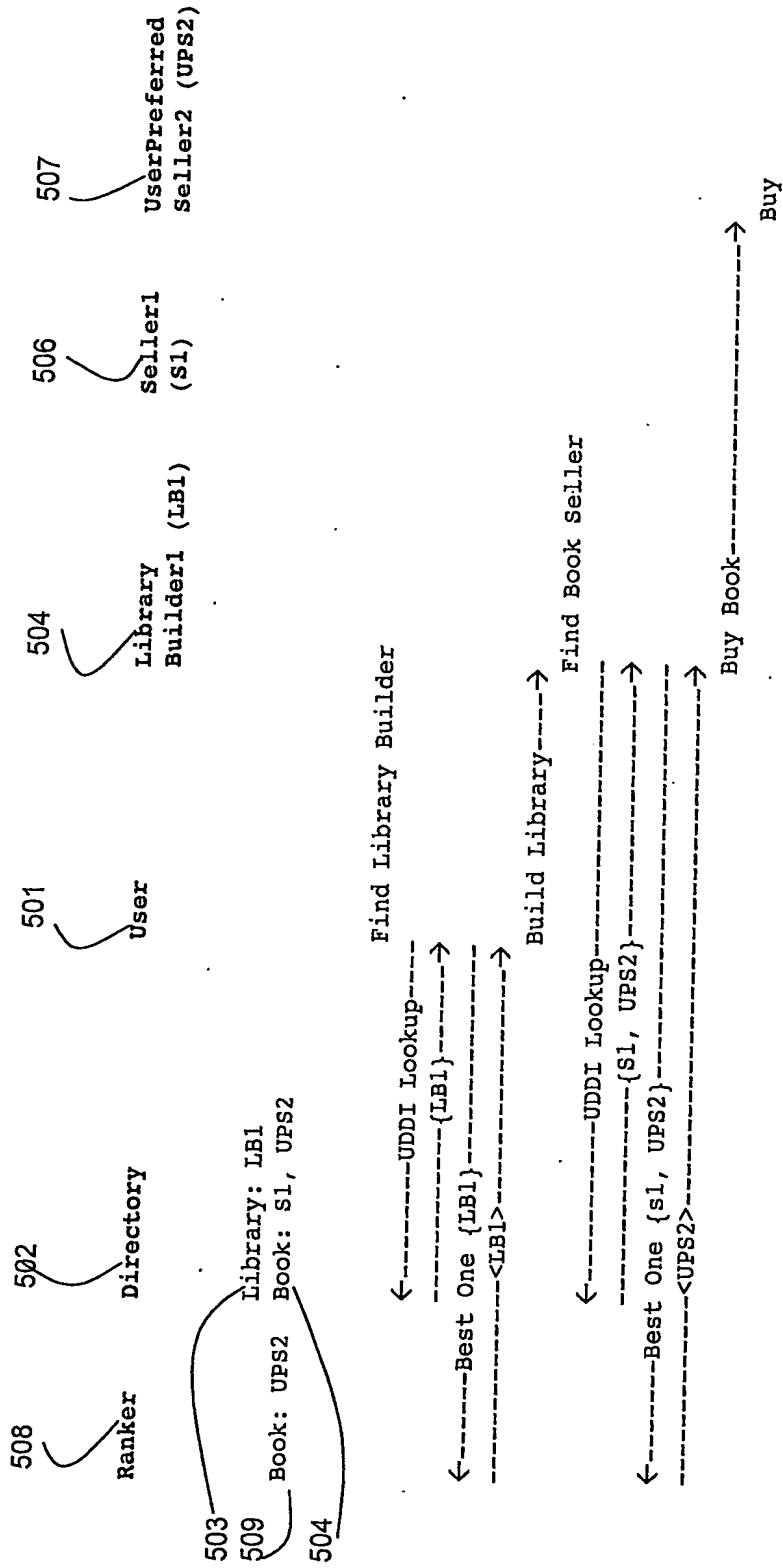 508
502
501
504
506
507
Ranker
Directory
User
Library
Builder1 (LB1)
Seller1
(S1)
UserPreferred
Seller2 (UPS2)
503
509
504
Library: LB1
Book: UPS2
Book: S1, UPS2
Find Library Builder
<--------UDDI Lookup-----
--------{LB1}------>
<------Best One {LB1}--------
--------<LB1>---------------->
Build Library----->
Find Book Seller
<--------UDDI Lookup--------------------
--------{S1, UPS2}-------------------->
<-----Best One {s1, UPS2}--------------------
--------------<UPS2>------------------------------>
Buy Book----------------------->
Buy